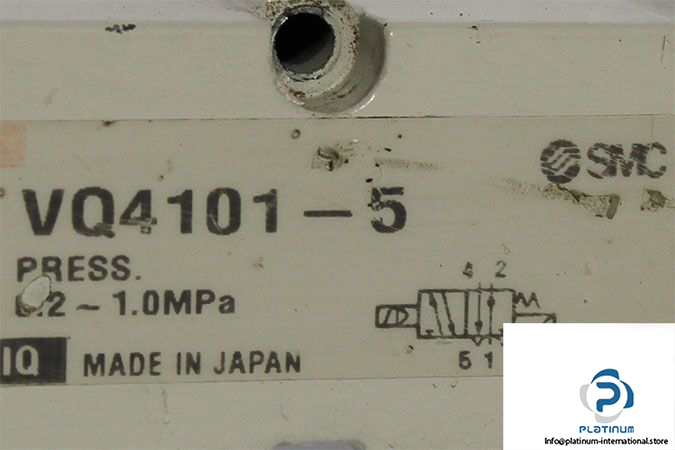 SMC
VQ4101-5
PRESS.
0.2~1.0MPa
4 2
5 1
IQ MADE IN JAPAN
PLATINUM
Info@platinum-international.store